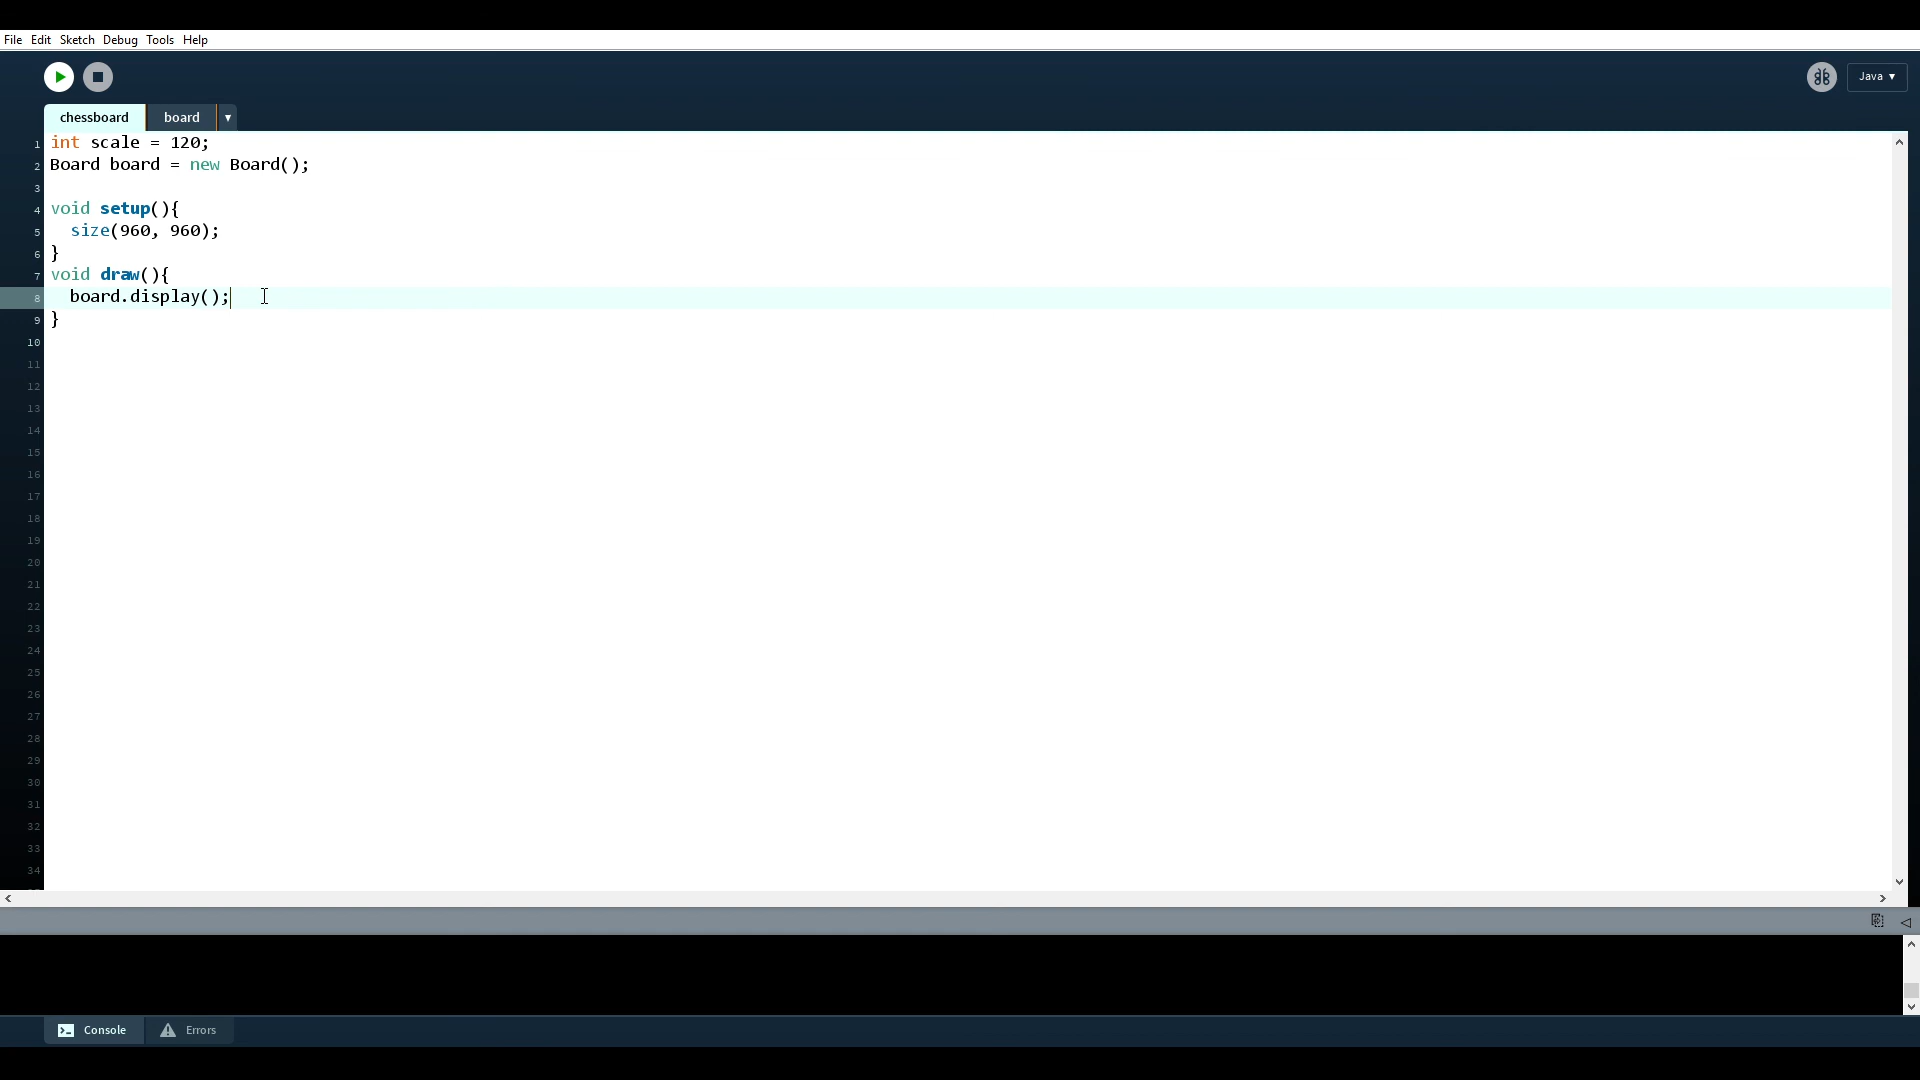 File Edit Sketch Debug Tools Help
Java ▾
chessboard board ▾
1 int scale = 120;
2 Board board = new Board();
3
4 void setup(){
5 size(960, 960);
6 }
7 void draw(){
8 board.display();
9 }
10
11
12
13
14
15
16
17
18
19
20
21
22
23
24
25
26
27
28
29
30
31
32
33
34
Console Errors